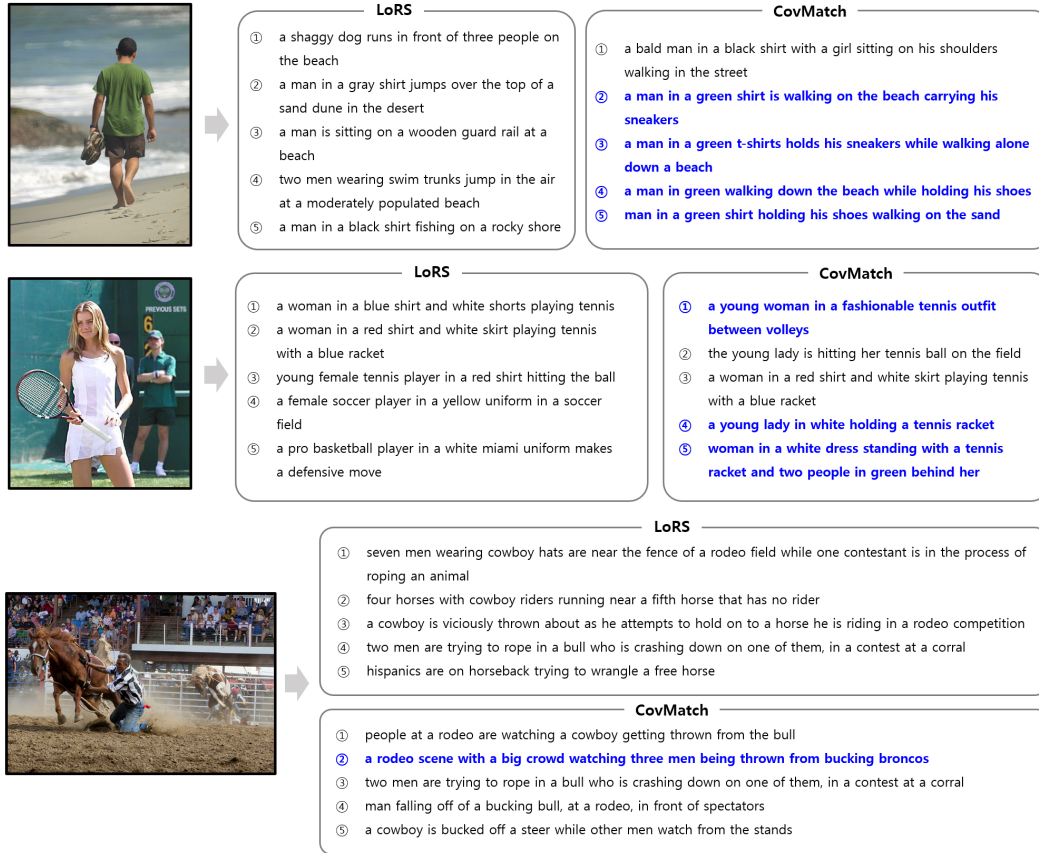 LoRS
① a shaggy dog runs in front of three people on
the beach
② a man in a gray shirt jumps over the top of a
sand dune in the desert
③ a man is sitting on a wooden guard rail at a
beach
④ two men wearing swim trunks jump in the air
at a moderately populated beach
⑤ a man in a black shirt fishing on a rocky shore
CovMatch
① a bald man in a black shirt with a girl sitting on his shoulders
walking in the street
② a man in a green shirt is walking on the beach carrying his
sneakers
③ a man in a green t-shirts holds his sneakers while walking alone
down a beach
④ a man in green walking down the beach while holding his shoes
⑤ man in a green shirt holding his shoes walking on the sand
PREVIOUS SETS
6
LoRS
① a woman in a blue shirt and white shorts playing tennis
② a woman in a red shirt and white skirt playing tennis
with a blue racket
③ young female tennis player in a red shirt hitting the ball
④ a female soccer player in a yellow uniform in a soccer
field
⑤ a pro basketball player in a white miami uniform makes
a defensive move
CovMatch
① a young woman in a fashionable tennis outfit
between volleys
② the young lady is hitting her tennis ball on the field
③ a woman in a red shirt and white skirt playing tennis
with a blue racket
④ a young lady in white holding a tennis racket
⑤ woman in a white dress standing with a tennis
racket and two people in green behind her
LoRS
① seven men wearing cowboy hats are near the fence of a rodeo field while one contestant is in the process of
roping an animal
② four horses with cowboy riders running near a fifth horse that has no rider
③ a cowboy is viciously thrown about as he attempts to hold on to a horse he is riding in a rodeo competition
④ two men are trying to rope in a bull who is crashing down on one of them, in a contest at a corral
⑤ hispanics are on horseback trying to wrangle a free horse
CovMatch
① people at a rodeo are watching a cowboy getting thrown from the bull
② a rodeo scene with a big crowd watching three men being thrown from bucking broncos
③ two men are trying to rope in a bull who is crashing down on one of them, in a contest at a corral
④ man falling off of a bucking bull, at a rodeo, in front of spectators
⑤ a cowboy is bucked off a steer while other men watch from the stands